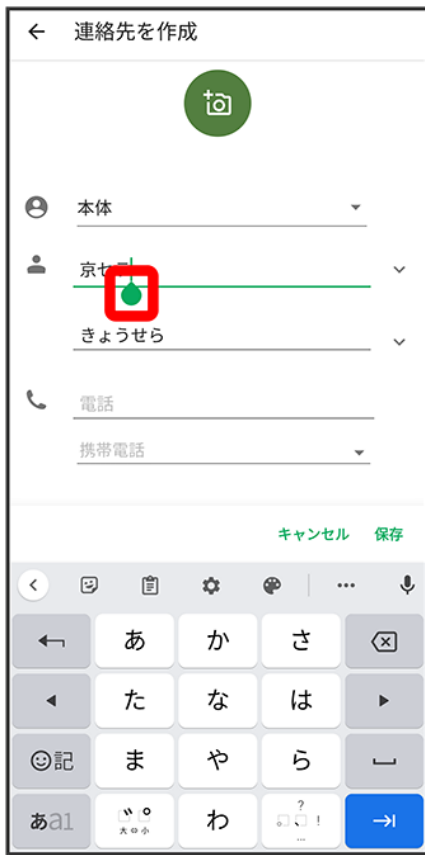 連絡先を作成
本体
京セラ
きょうせら
電話
携帯電話
キャンセル 保存
あ か さ
た な は
記 ま や ら
あa1 大⇔小 わ 、 ? ! ...